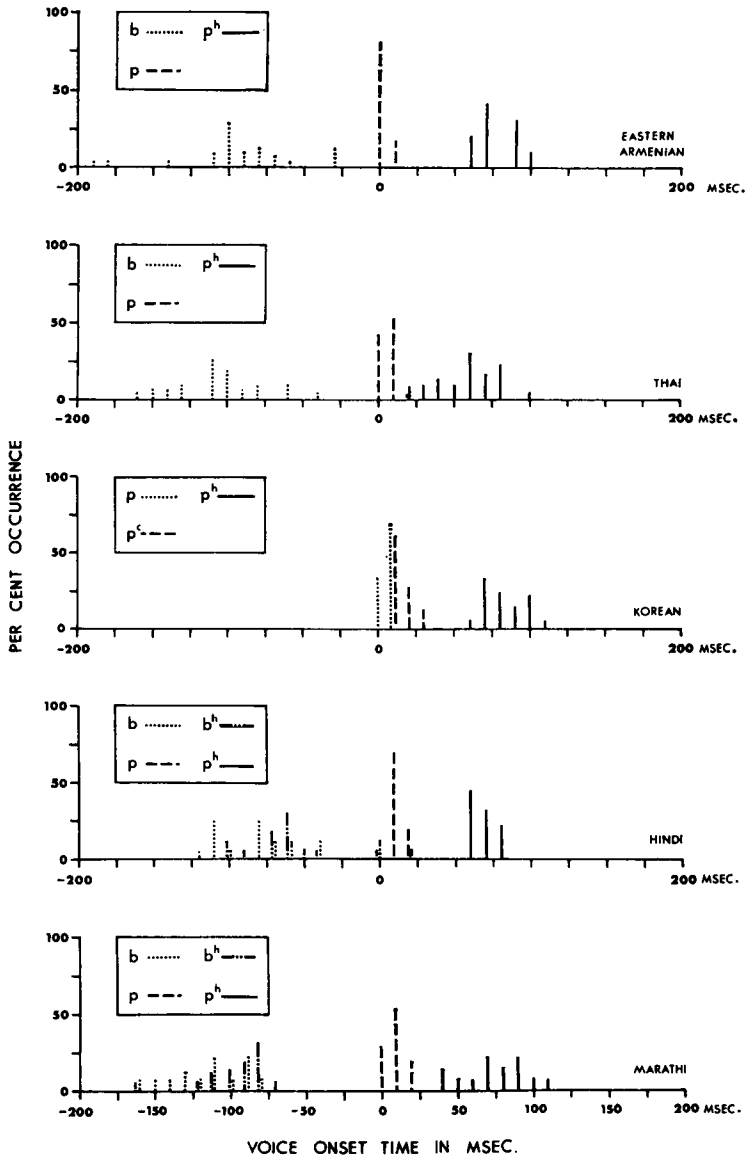 100
b pʰ
p
50
EASTERN
ARMENIAN
0
-200 0 200 MSEC.
100
b pʰ
p
50
THAI
0
-200 0 200 MSEC.
PER CENT OCCURRENCE
100
p pʰ
pᶜ
50
KOREAN
0
-200 0 200 MSEC.
100
b bʰ
p pʰ
50
HINDI
0
-200 0 200 MSEC.
100
b bʰ
p pʰ
50
MARATHI
0
-200 -150 -100 -50 0 50 100 150 200 MSEC.
VOICE ONSET TIME IN MSEC.